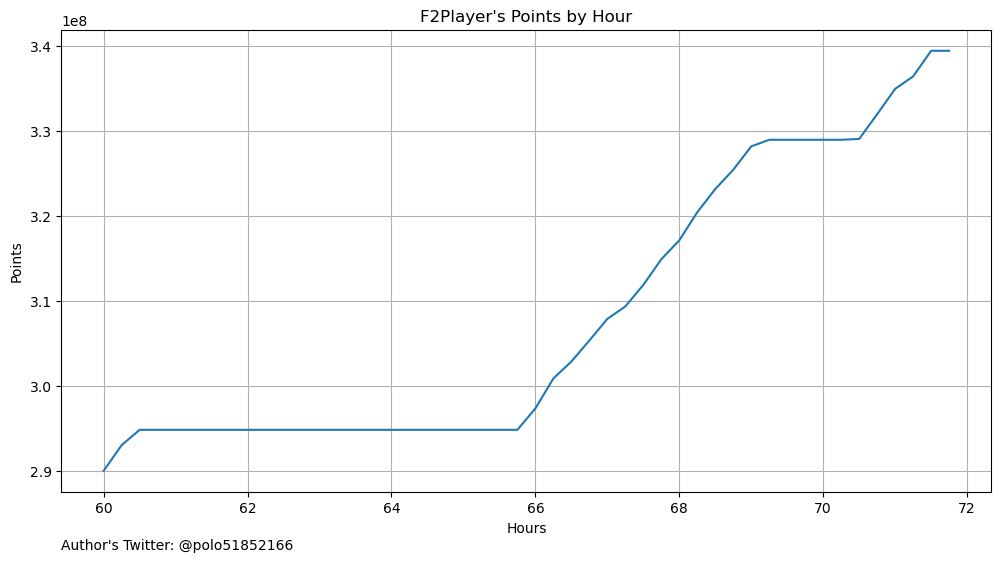 F2Player's Points by Hour
1e8
3.4
3.3
3.2
3.1
3.0
2.9
Points
60 62 64 66 68 70 72
Hours
Author's Twitter: @polo51852166